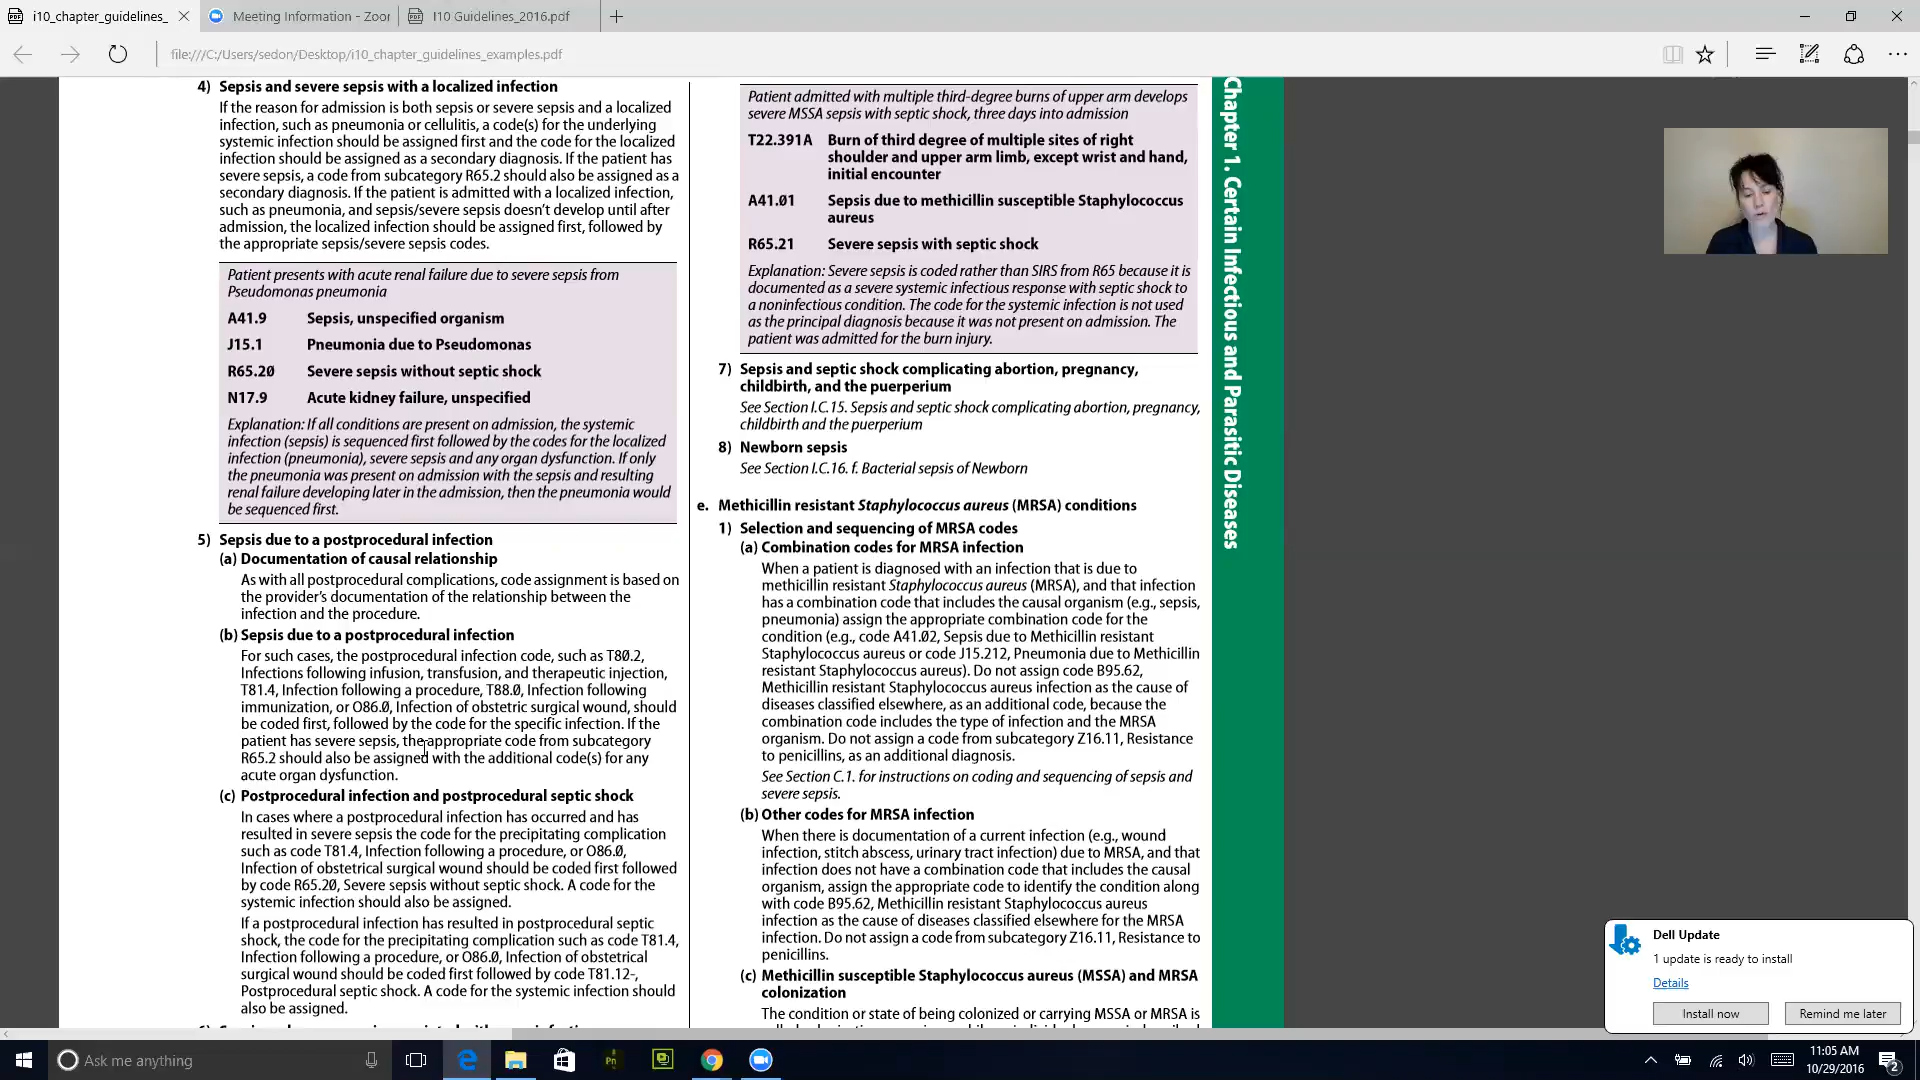 i10_chapter_guidelines_
Meeting Information - Zoor
I10 Guidelines_2016.pdf
file:///C:/Users/sedon/Desktop/i10_chapter_guidelines_examples.pdf
4) Sepsis and severe sepsis with a localized infection
If the reason for admission is both sepsis or severe sepsis and a localized
infection, such as pneumonia or cellulitis, a code(s) for the underlying
systemic infection should be assigned first and the code for the localized
infection should be assigned as a secondary diagnosis. If the patient has
severe sepsis, a code from subcategory R65.2 should also be assigned as a
secondary diagnosis. If the patient is admitted with a localized infection,
such as pneumonia, and sepsis/severe sepsis doesn't develop until after
admission, the localized infection should be assigned first, followed by
the appropriate sepsis/severe sepsis codes.
Patient presents with acute renal failure due to severe sepsis from
Pseudomonas pneumonia
A41.9 Sepsis, unspecified organism
J15.1 Pneumonia due to Pseudomonas
R65.2Ø Severe sepsis without septic shock
N17.9 Acute kidney failure, unspecified
Explanation: If all conditions are present on admission, the systemic
infection (sepsis) is sequenced first followed by the codes for the localized
infection (pneumonia), severe sepsis and any organ dysfunction. If only
the pneumonia was present on admission with the sepsis and resulting
renal failure developing later in the admission, then the pneumonia would
be sequenced first.
5) Sepsis due to a postprocedural infection
(a) Documentation of causal relationship
As with all postprocedural complications, code assignment is based on
the provider's documentation of the relationship between the
infection and the procedure.
(b) Sepsis due to a postprocedural infection
For such cases, the postprocedural infection code, such as T8Ø.2,
Infections following infusion, transfusion, and therapeutic injection,
T81.4, Infection following a procedure, T88.Ø, Infection following
immunization, or O86.Ø, Infection of obstetric surgical wound, should
be coded first, followed by the code for the specific infection. If the
patient has severe sepsis, the appropriate code from subcategory
R65.2 should also be assigned with the additional code(s) for any
acute organ dysfunction.
(c) Postprocedural infection and postprocedural septic shock
In cases where a postprocedural infection has occurred and has
resulted in severe sepsis the code for the precipitating complication
such as code T81.4, Infection following a procedure, or O86.Ø,
Infection of obstetrical surgical wound should be coded first followed
by code R65.2Ø, Severe sepsis without septic shock. A code for the
systemic infection should also be assigned.
If a postprocedural infection has resulted in postprocedural septic
shock, the code for the precipitating complication such as code T81.4,
Infection following a procedure, or O86.Ø, Infection of obstetrical
surgical wound should be coded first followed by code T81.12-,
Postprocedural septic shock. A code for the systemic infection should
also be assigned.
Patient admitted with multiple third-degree burns of upper arm develops
severe MSSA sepsis with septic shock, three days into admission
T22.391A Burn of third degree of multiple sites of right
shoulder and upper arm limb, except wrist and hand,
initial encounter
A41.Ø1 Sepsis due to methicillin susceptible Staphylococcus
aureus
R65.21 Severe sepsis with septic shock
Explanation: Severe sepsis is coded rather than SIRS from R65 because it is
documented as a severe systemic infectious response with septic shock to
a noninfectious condition. The code for the systemic infection is not used
as the principal diagnosis because it was not present on admission. The
patient was admitted for the burn injury.
7) Sepsis and septic shock complicating abortion, pregnancy,
childbirth, and the puerperium
See Section I.C.15. Sepsis and septic shock complicating abortion, pregnancy,
childbirth and the puerperium
8) Newborn sepsis
See Section I.C.16. f. Bacterial sepsis of Newborn
e. Methicillin resistant Staphylococcus aureus (MRSA) conditions
1) Selection and sequencing of MRSA codes
(a) Combination codes for MRSA infection
When a patient is diagnosed with an infection that is due to
methicillin resistant Staphylococcus aureus (MRSA), and that infection
has a combination code that includes the causal organism (e.g., sepsis,
pneumonia) assign the appropriate combination code for the
condition (e.g., code A41.Ø2, Sepsis due to Methicillin resistant
Staphylococcus aureus or code J15.212, Pneumonia due to Methicillin
resistant Staphylococcus aureus). Do not assign code B95.62,
Methicillin resistant Staphylococcus aureus infection as the cause of
diseases classified elsewhere, as an additional code, because the
combination code includes the type of infection and the MRSA
organism. Do not assign a code from subcategory Z16.11, Resistance
to penicillins, as an additional diagnosis.
See Section C.1. for instructions on coding and sequencing of sepsis and
severe sepsis.
(b) Other codes for MRSA infection
When there is documentation of a current infection (e.g., wound
infection, stitch abscess, urinary tract infection) due to MRSA, and that
infection does not have a combination code that includes the causal
organism, assign the appropriate code to identify the condition along
with code B95.62, Methicillin resistant Staphylococcus aureus
infection as the cause of diseases classified elsewhere for the MRSA
infection. Do not assign a code from subcategory Z16.11, Resistance to
penicillins.
(c) Methicillin susceptible Staphylococcus aureus (MSSA) and MRSA
colonization
The condition or state of being colonized or carrying MSSA or MRSA is
Chapter 1. Certain Infectious and Parasitic Diseases
Dell Update
1 update is ready to install
Details
Install now
Remind me later
Ask me anything
Pn
11:05 AM
10/29/2016
2